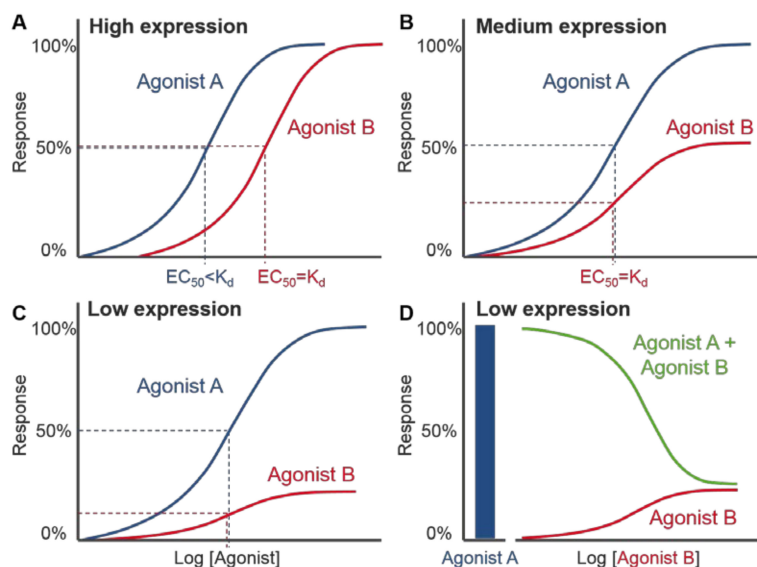 A
High expression
100%
Agonist A
Agonist B
Response
50%
0%
EC50<Kd
EC50=Kd
B
Medium expression
100%
Agonist A
Agonist B
Response
50%
0%
EC50=Kd
C
Low expression
100%
Agonist A
Response
50%
Agonist B
0%
Log [Agonist]
D
Low expression
100%
Agonist A +
Agonist B
Response
50%
Agonist B
0%
Agonist A
Log [Agonist B]